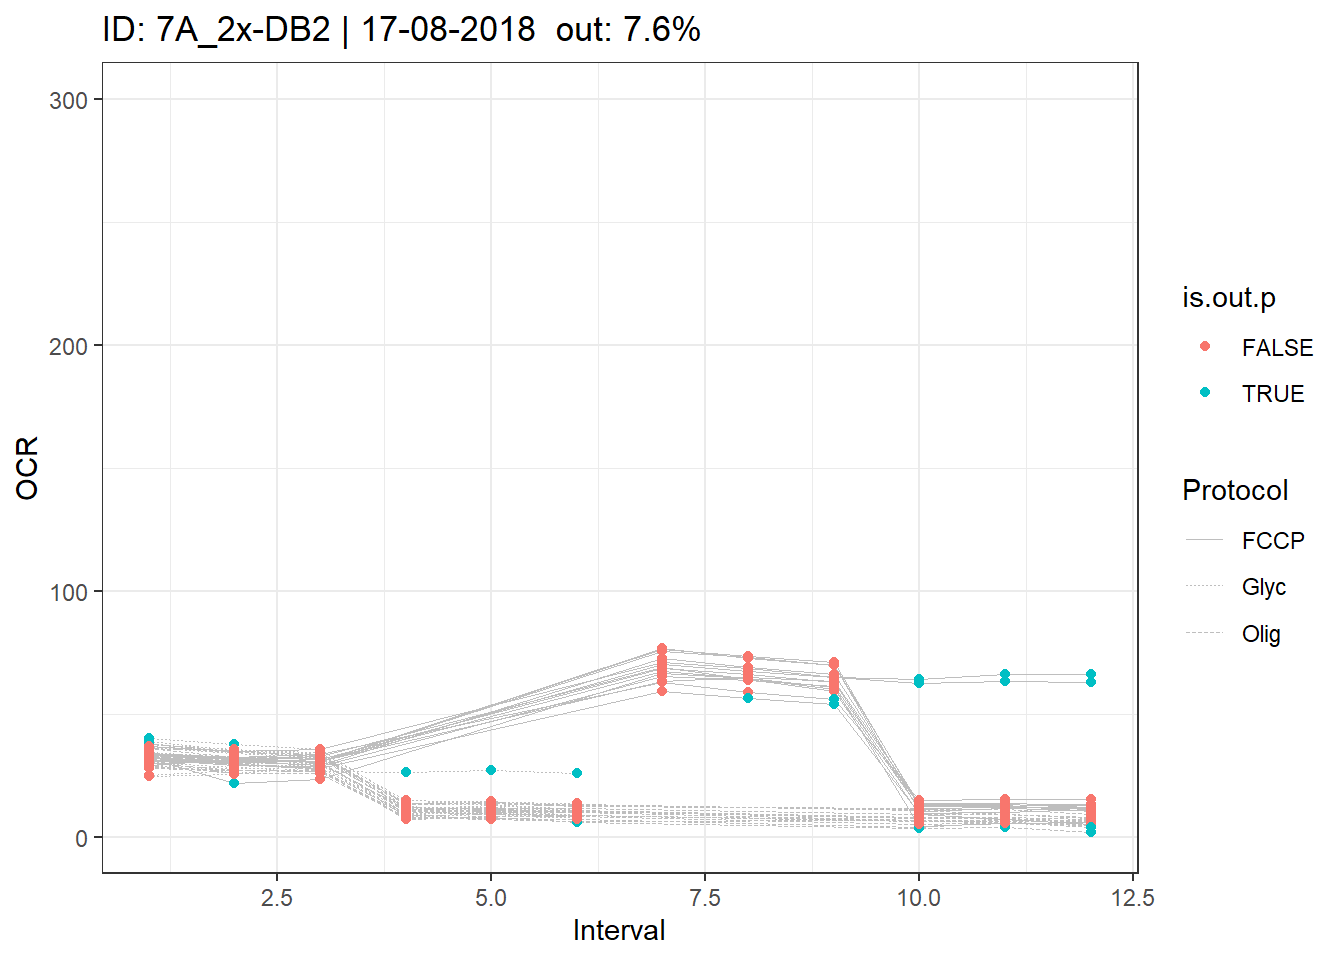 ID: 7A_2x-DB2 | 17-08-2018  out: 7.6%
300
200
100
0
OCR
2.5 5.0 7.5 10.0 12.5
Interval
is.out.p
FALSE
TRUE
Protocol
FCCP
Glyc
Olig